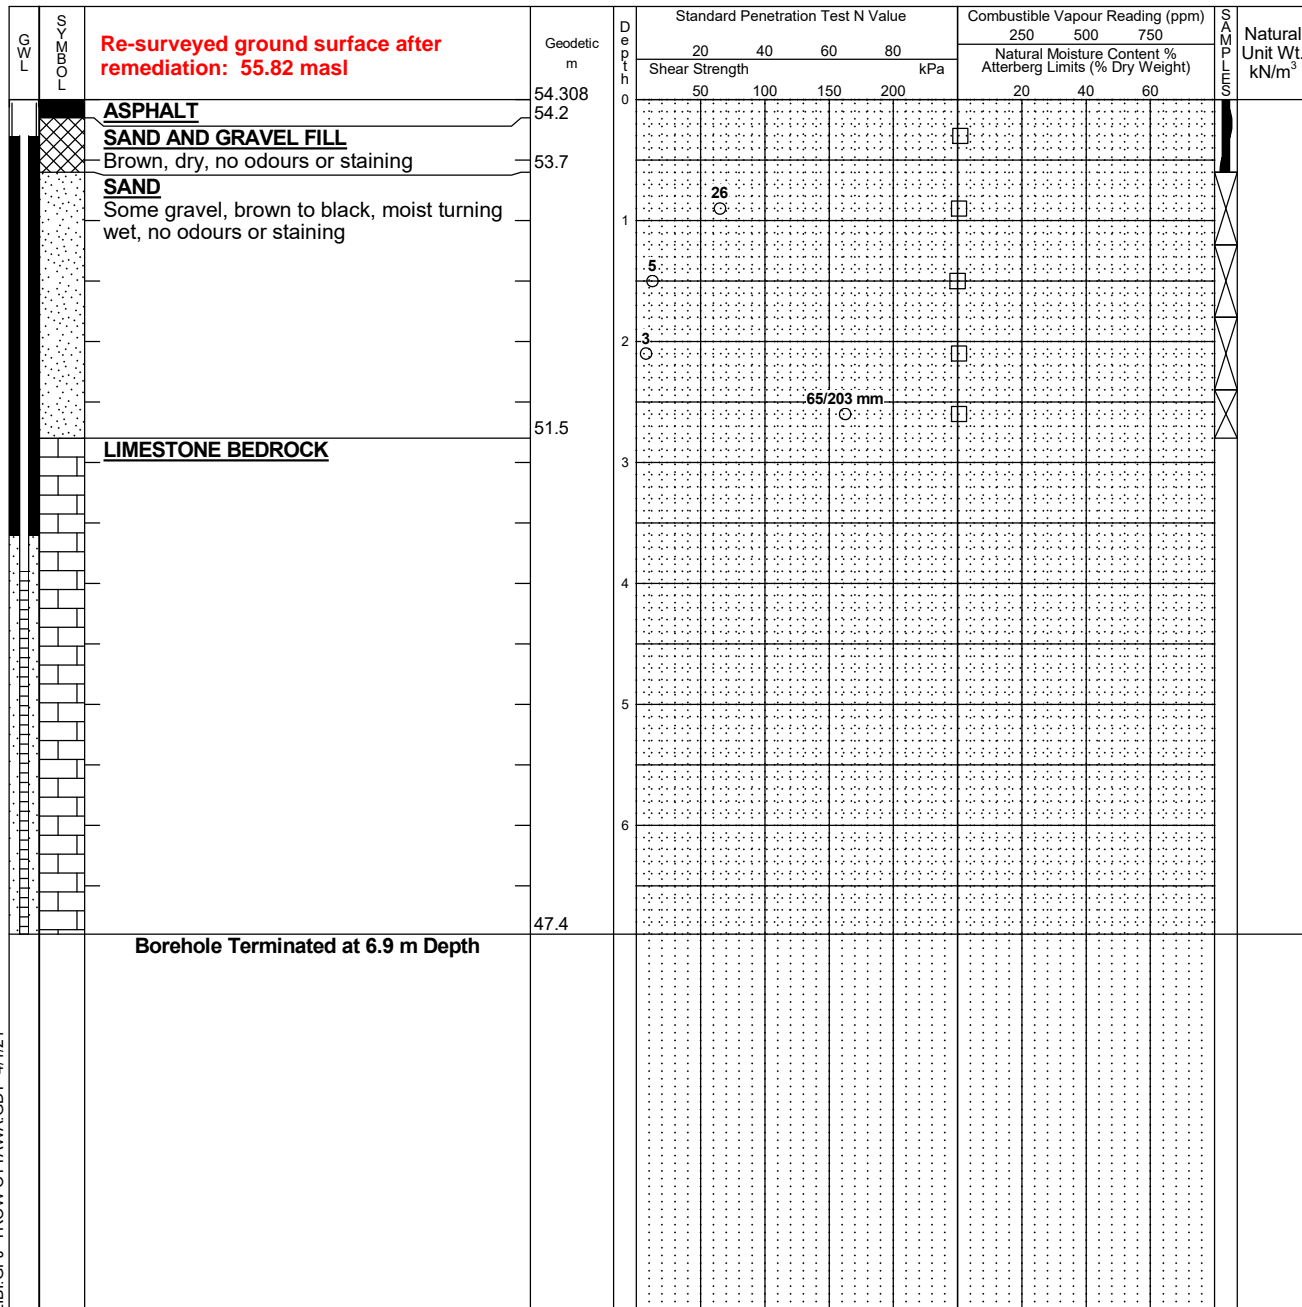 GWL
SYMBOL
Re-surveyed ground surface after
remediation: 55.82 masl
Geodetic
m
Depth
Standard Penetration Test N Value
20 40 60 80
Shear Strength kPa
50 100 150 200
Combustible Vapour Reading (ppm)
250 500 750
Natural Moisture Content %
Atterberg Limits (% Dry Weight)
20 40 60
SAMPLES
Natural
Unit Wt.
kN/m³
54.308
0
ASPHALT
54.2
SAND AND GRAVEL FILL
Brown, dry, no odours or staining
53.7
SAND
Some gravel, brown to black, moist turning
wet, no odours or staining
26
1
5
2
3
65/203 mm
51.5
LIMESTONE BEDROCK
3
4
5
6
47.4
Borehole Terminated at 6.9 m Depth